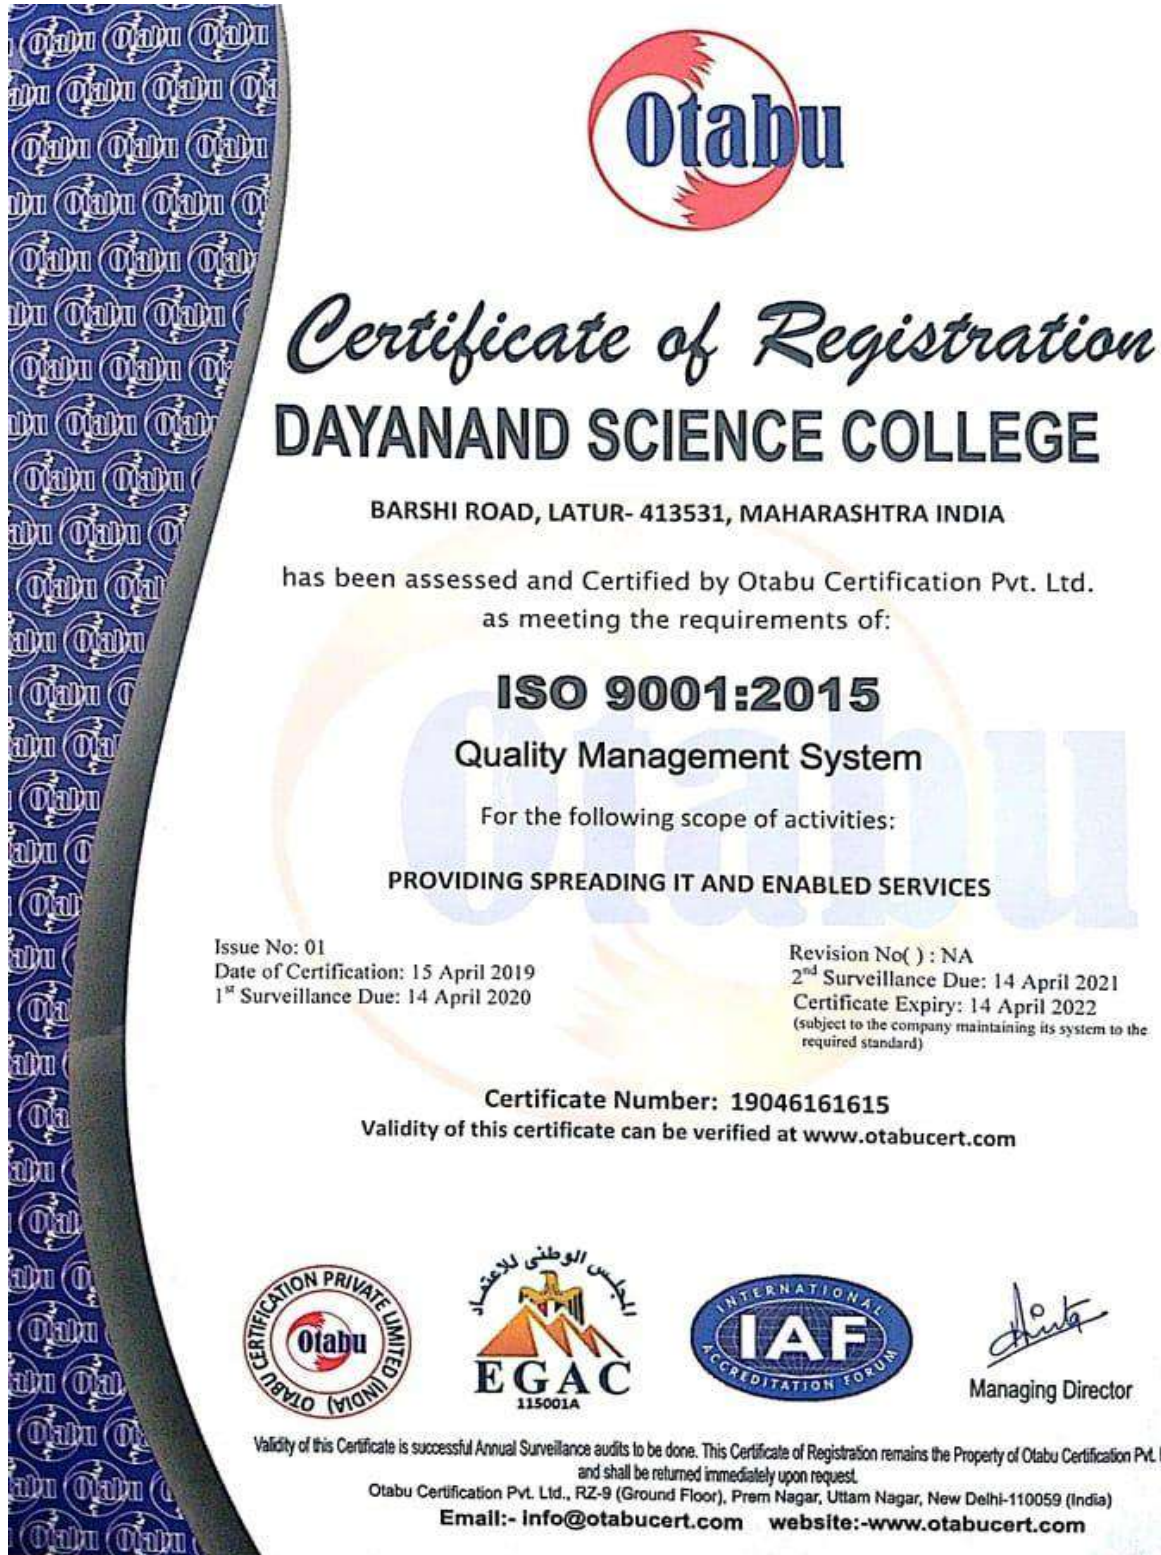 Otabu
Certificate of Registration
DAYANAND SCIENCE COLLEGE
BARSHI ROAD, LATUR- 413531, MAHARASHTRA INDIA
has been assessed and Certified by Otabu Certification Pvt. Ltd.
as meeting the requirements of:
ISO 9001:2015
Quality Management System
For the following scope of activities:
PROVIDING SPREADING IT AND ENABLED SERVICES
Issue No: 01
Date of Certification: 15 April 2019
1st Surveillance Due: 14 April 2020
Revision No( ) : NA
2nd Surveillance Due: 14 April 2021
Certificate Expiry: 14 April 2022
(subject to the company maintaining its system to the
required standard)
Certificate Number: 19046161615
Validity of this certificate can be verified at www.otabucert.com
OTABU CERTIFICATION PRIVATE LIMITED (INDIA)
Otabu
المجلس الوطني للاعتماد
EGAC
115001A
INTERNATIONAL
IAF
ACCREDITATION FORUM
Managing Director
Validity of this Certificate is successful Annual Surveillance audits to be done. This Certificate of Registration remains the Property of Otabu Certification Pvt.
and shall be returned immediately upon request.
Otabu Certification Pvt. Ltd., RZ-9 (Ground Floor), Prem Nagar, Uttam Nagar, New Delhi-110059 (India)
Email:- info@otabucert.com website:-www.otabucert.com